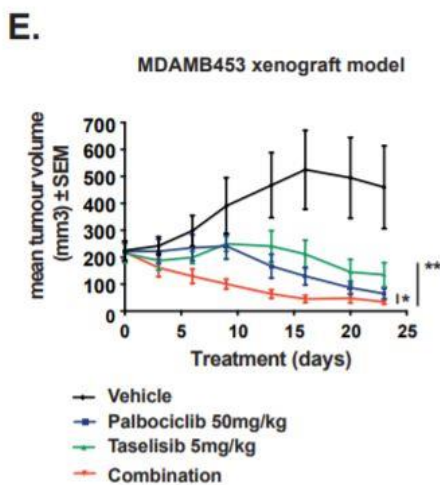 E.
MDAMB453 xenograft model
mean tumour volume
(mm3) ± SEM
700
600
500
400
300
200
100
0
0 5 10 15 20 25
Treatment (days)
**
*
Vehicle
Palbociclib 50mg/kg
Taselisib 5mg/kg
Combination